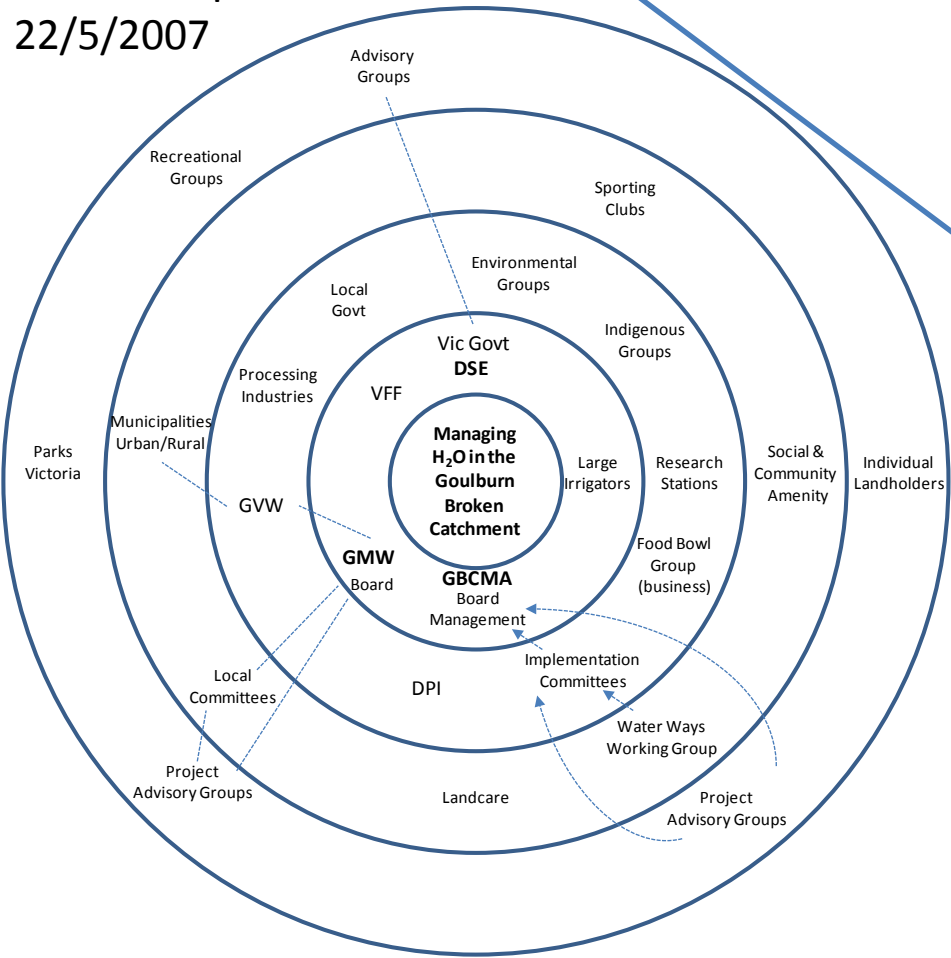 22/5/2007
Advisory
Groups
Recreational
Groups
Sporting
Clubs
Environmental
Groups
Local
Govt
Indigenous
Groups
Vic Govt
DSE
VFF
Processing
Industries
Municipalities
Urban/Rural
Managing
H₂O in the
Goulburn
Broken
Catchment
Parks
Victoria
Large
Irrigators
Research
Stations
Social &
Community
Amenity
Individual
Landholders
GVW
GMW
Board
GBCMA
Board
Management
Food Bowl
Group
(business)
Local
Committees
DPI
Implementation
Committees
Water Ways
Working Group
Project
Advisory Groups
Landcare
Project
Advisory Groups